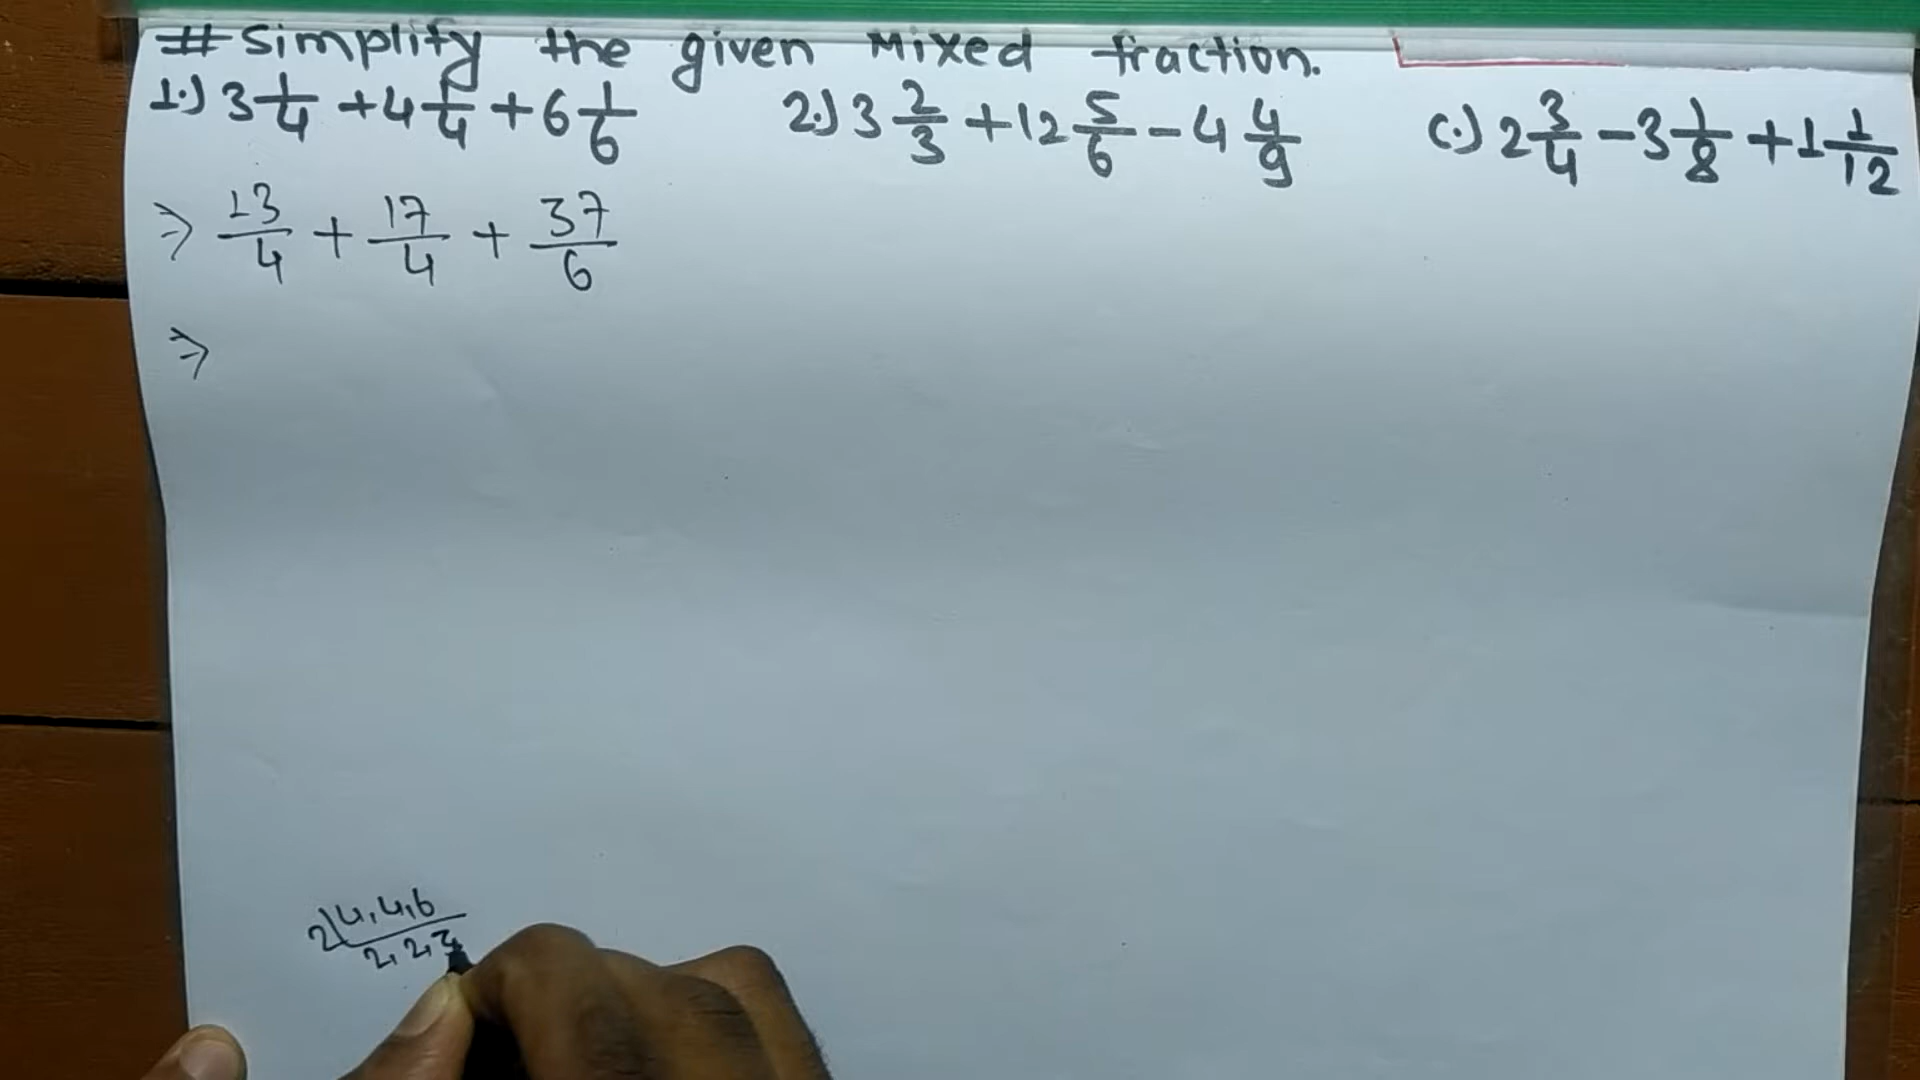 # Simplify the given Mixed fraction.
1.) 3 1/4 + 4 1/4 + 6 1/6 2.) 3 2/3 + 12 5/6 - 4 4/9 C.) 2 3/4 - 3 1/8 + 1 1/12
⇒ 13/4 + 17/4 + 37/6
⇒
2) 4, 4, 6
2, 2, 3